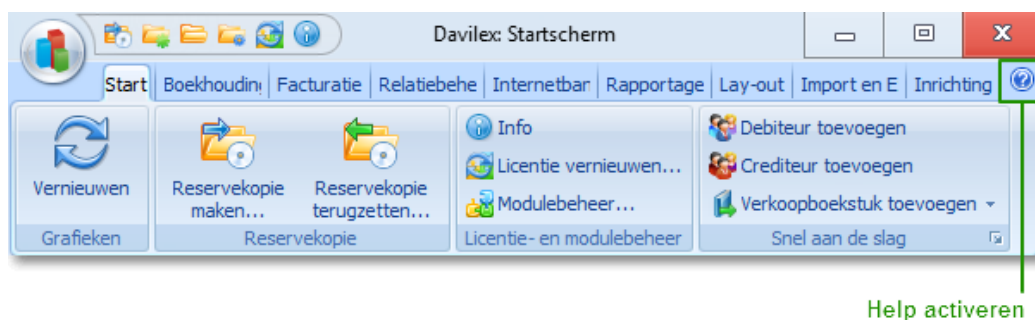 Davilex: Startscherm
Start Boekhoudin Facturatie Relatiebehe Internetbar Rapportage Lay-out Import en E Inrichting
Info
Debiteur toevoegen
Licentie vernieuwen...
Crediteur toevoegen
Vernieuwen
Reservekopie maken...
Reservekopie terugzetten...
Modulebeheer...
Verkoopboekstuk toevoegen
Grafieken
Reservekopie
Licentie- en modulebeheer
Snel aan de slag
Help activeren